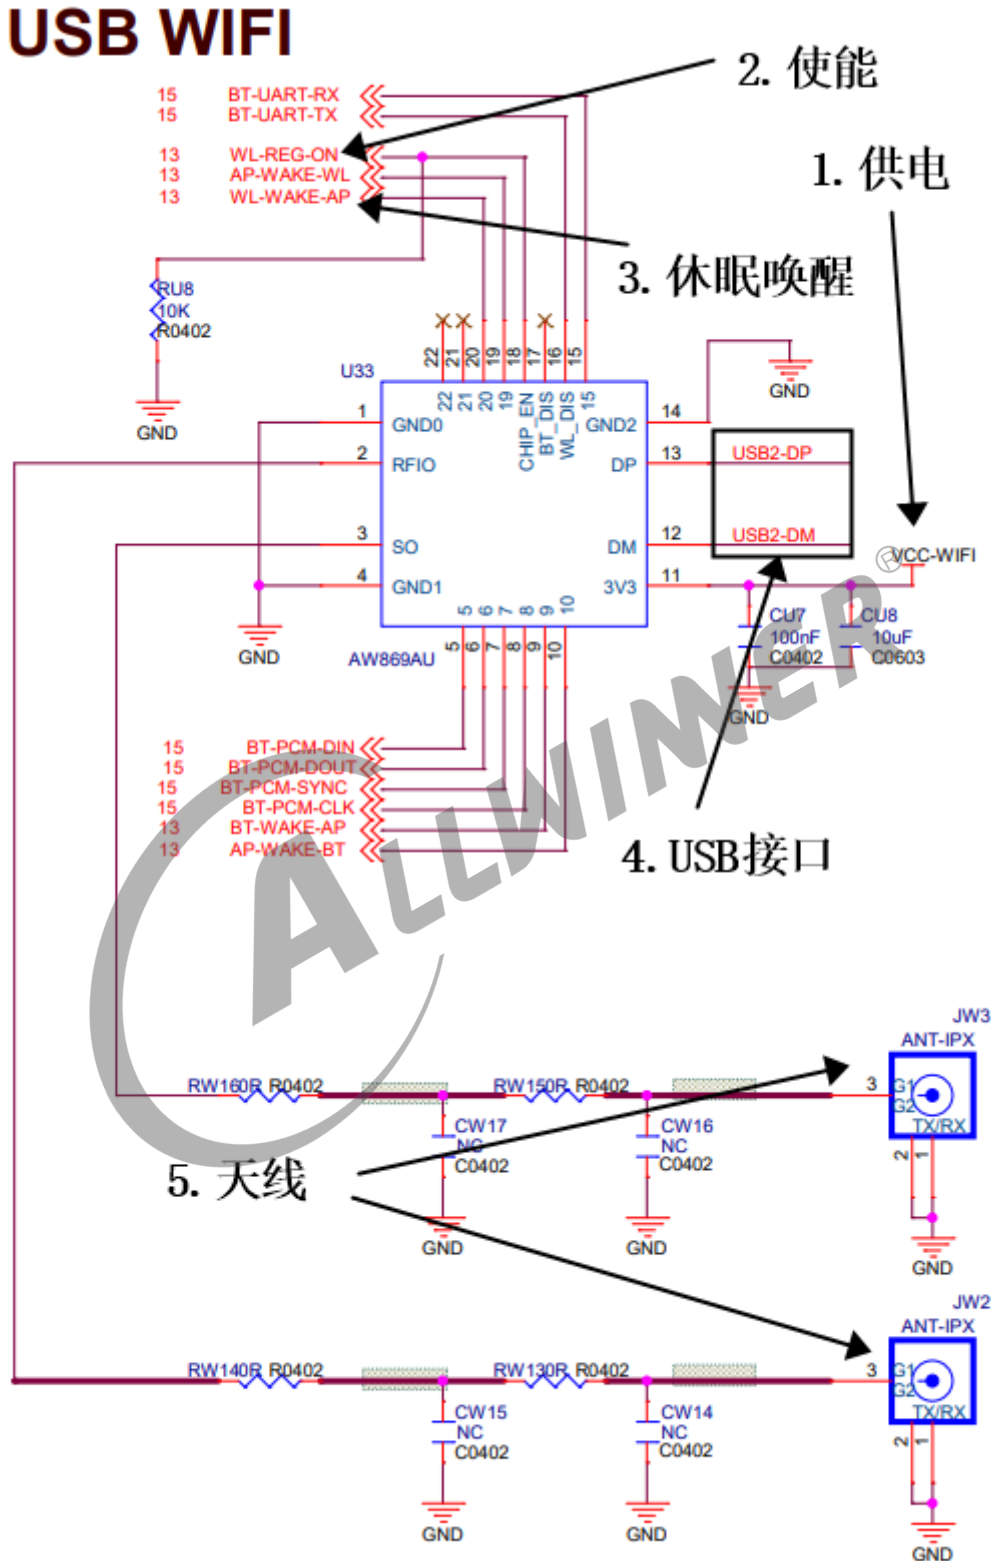 USB WIFI
2. 使能
15 BT-UART-RX
15 BT-UART-TX
13 WL-REG-ON
13 AP-WAKE-WL
13 WL-WAKE-AP
1. 供电
3. 休眠唤醒
RU8
10K
R0402
GND
U33
22 21 20 19 18 17 16 15
22 21 20 19 CHIP_EN BT_DIS WL_DIS 15
1 GND0
2 RFIO
3 SO
4 GND1
GND2 14
DP 13
DM 12
3V3 11
GND
USB2-DP
USB2-DM
VCC-WIFI
5 6 7 8 9 10
5 6 7 8 9 10
AW869AU
GND
CU7
100nF
C0402
CU8
10uF
C0603
GND
ALLWINNER®
15 BT-PCM-DIN
15 BT-PCM-DOUT
15 BT-PCM-SYNC
15 BT-PCM-CLK
13 BT-WAKE-AP
13 AP-WAKE-BT
4. USB接口
JW3
ANT-IPX
RW160R R0402
RW150R R0402
3
G1
G2
TX/RX
2 1
CW17
NC
C0402
CW16
NC
C0402
5. 天线
GND
GND
GND
JW2
ANT-IPX
RW140R R0402
RW130R R0402
3
G1
G2
TX/RX
2 1
CW15
NC
C0402
CW14
NC
C0402
GND
GND
GND